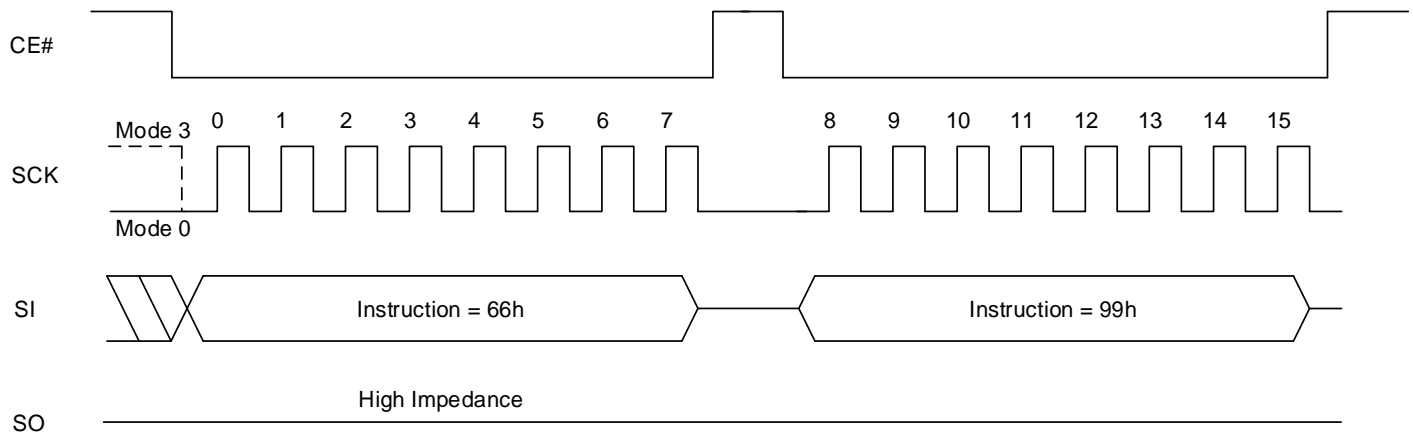 CE#
Mode 3
0 1 2 3 4 5 6 7 8 9 10 11 12 13 14 15
SCK
Mode 0
SI
Instruction = 66h
Instruction = 99h
High Impedance
SO